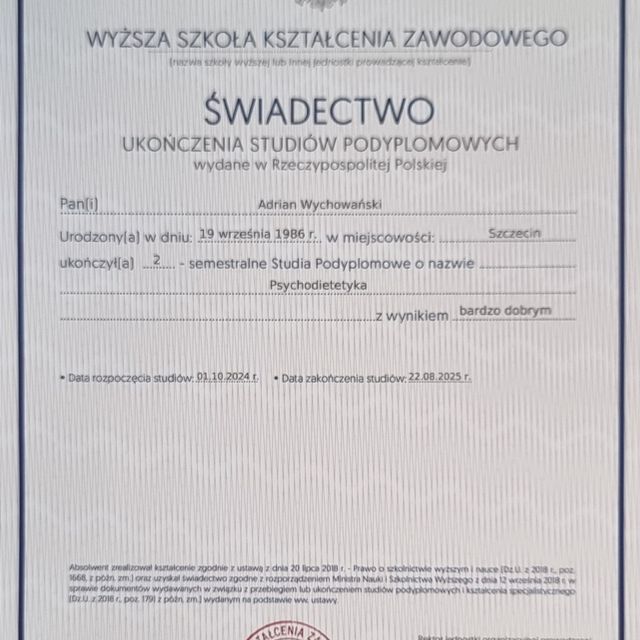 WYŻSZA SZKOŁA KSZTAŁCENIA ZAWODOWEGO
(nazwa szkoły wyższej lub innej jednostki prowadzącej kształcenie)
ŚWIADECTWO
UKOŃCZENIA STUDIÓW PODYPLOMOWYCH
wydane w Rzeczypospolitej Polskiej
Pan(i) Adrian Wychowański
Urodzony(a) w dniu: 19 września 1986 r. w miejscowości: Szczecin
ukończył(a) 2 - semestralne Studia Podyplomowe o nazwie
Psychodietetyka
z wynikiem bardzo dobrym
• Data rozpoczęcia studiów: 01.10.2024 r. • Data zakończenia studiów: 22.08.2025 r.
Absolwent zrealizował kształcenie zgodnie z ustawą z dnia 20 lipca 2018 r. - Prawo o szkolnictwie wyższym i nauce (Dz.U. z 2018 r., poz.
1668, z późn. zm.) oraz uzyskał świadectwo zgodne z rozporządzeniem Ministra Nauki i Szkolnictwa Wyższego z dnia 12 września 2018 r. w
sprawie dokumentów wydawanych w związku z przebiegiem lub ukończeniem studiów podyplomowych i kształcenia specjalistycznego
(Dz.U. z 2018 r., poz. 1791 z późn. zm.) wydanym na podstawie ww. ustawy.